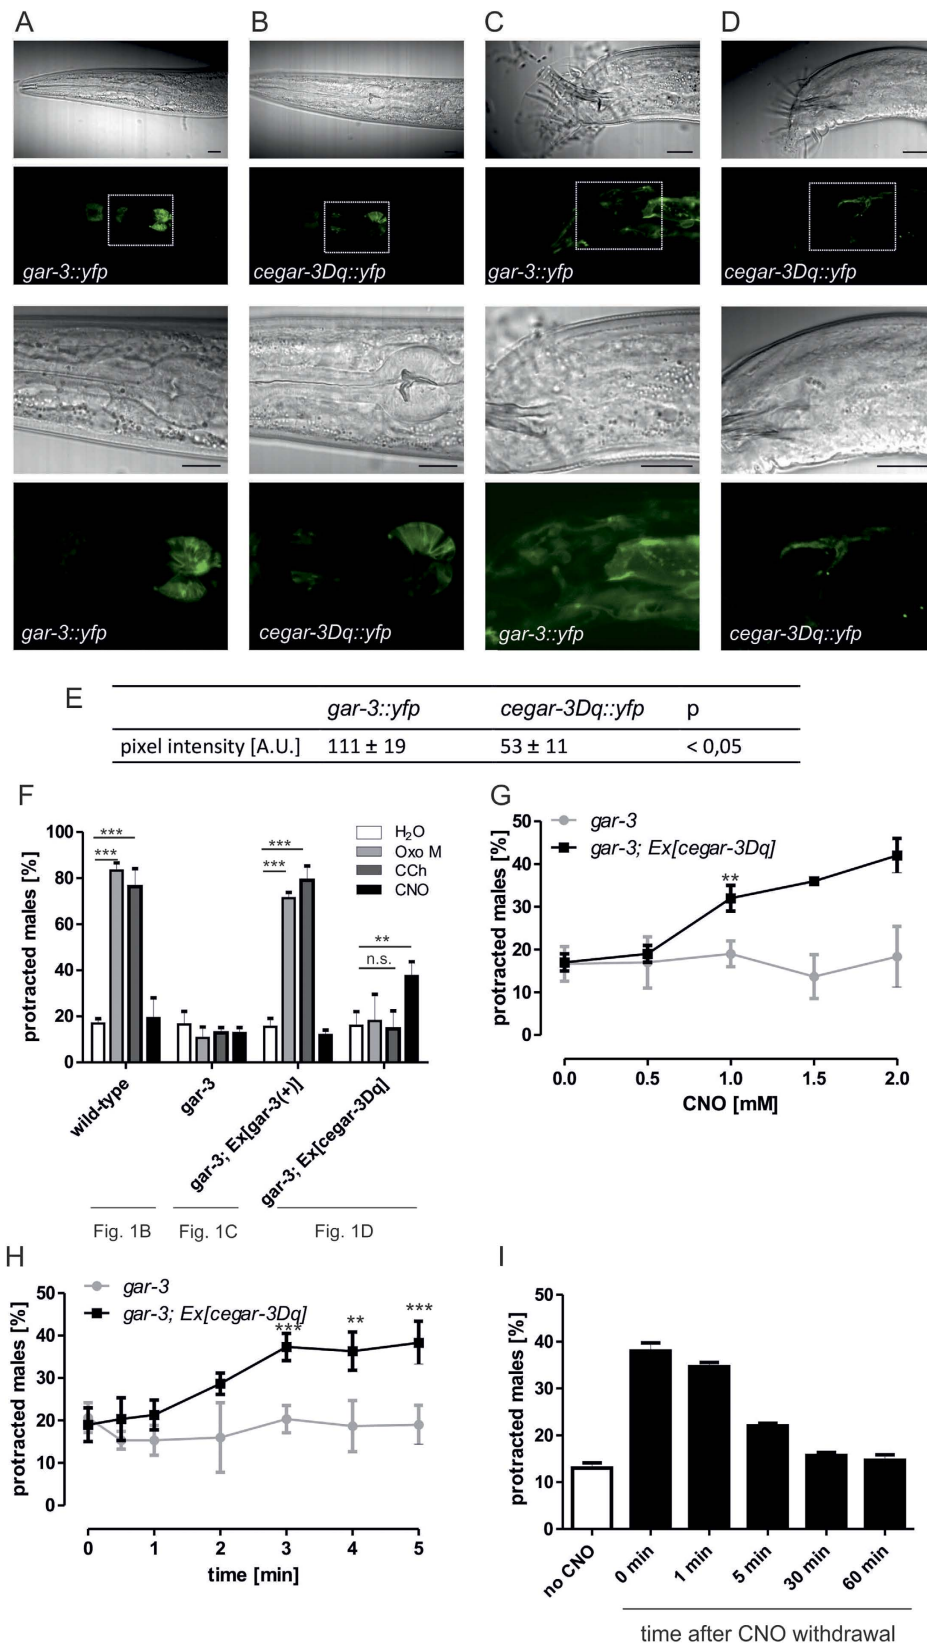 A B C D
gar-3::yfp cegar-3Dq::yfp gar-3::yfp cegar-3Dq::yfp
gar-3::yfp cegar-3Dq::yfp gar-3::yfp cegar-3Dq::yfp
E
gar-3::yfp cegar-3Dq::yfp p
pixel intensity [A.U.] 111 ± 19 53 ± 11 < 0,05
F
protracted males [%]
100
80
60
40
20
0
*** ***
*** ***
**
n.s.
H₂O
Oxo M
CCh
CNO
wild-type
gar-3
gar-3; Ex[gar-3(+)]
gar-3; Ex[cegar-3Dq]
Fig. 1B Fig. 1C Fig. 1D
G
gar-3
gar-3; Ex[cegar-3Dq]
protracted males [%]
50
40
30
20
10
0
**
0.0 0.5 1.0 1.5 2.0
CNO [mM]
H
gar-3
gar-3; Ex[cegar-3Dq]
protracted males [%]
50
40
30
20
10
0
*** ** ***
0 1 2 3 4 5
time [min]
I
protracted males [%]
50
40
30
20
10
0
no CNO
0 min
1 min
5 min
30 min
60 min
time after CNO withdrawal